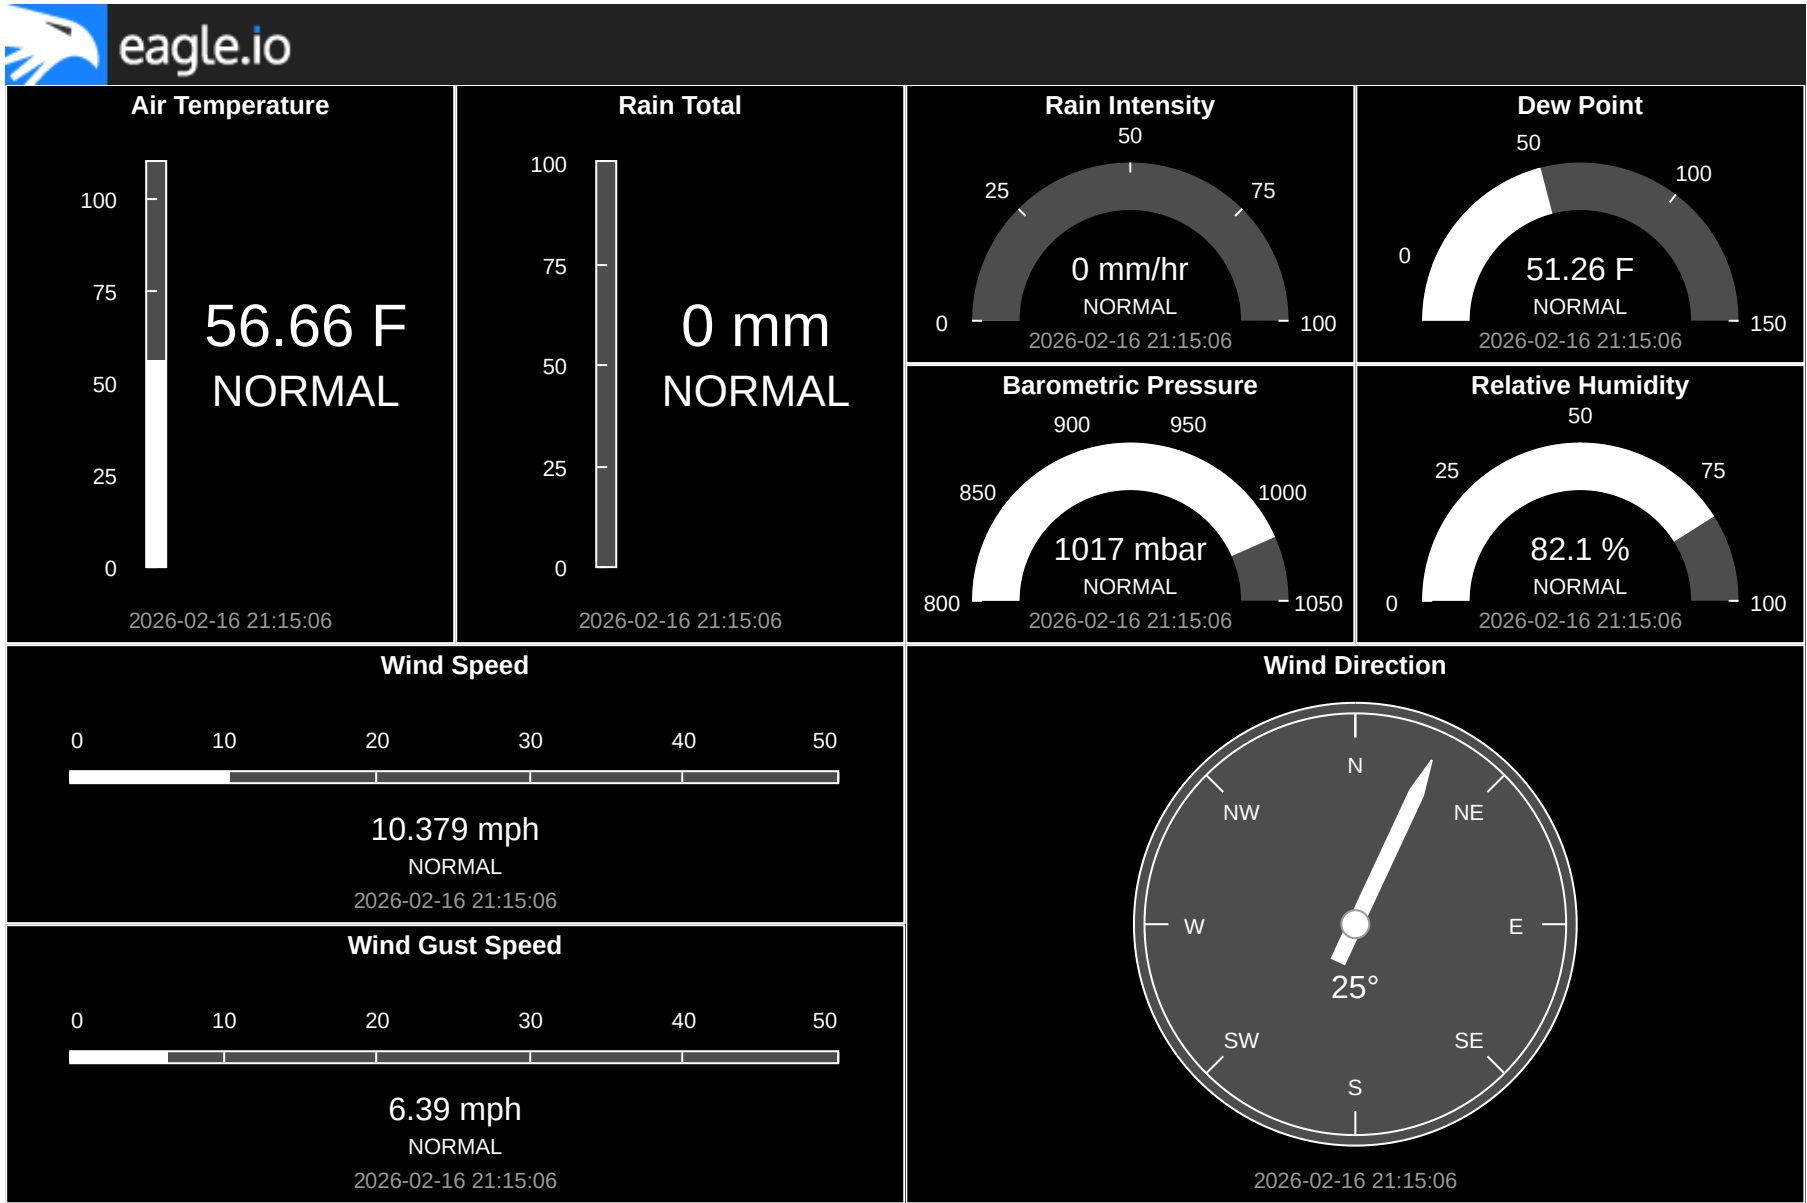 eagle.io
Air Temperature
100
75
50
25
0
56.66 F
NORMAL
2026-02-16 21:15:06
Rain Total
100
75
50
25
0
0 mm
NORMAL
2026-02-16 21:15:06
Rain Intensity
0
25
50
75
100
0 mm/hr
NORMAL
2026-02-16 21:15:06
Dew Point
0
50
100
150
51.26 F
NORMAL
2026-02-16 21:15:06
Barometric Pressure
800
850
900
950
1000
1050
1017 mbar
NORMAL
2026-02-16 21:15:06
Relative Humidity
0
25
50
75
100
82.1 %
NORMAL
2026-02-16 21:15:06
Wind Speed
0 10 20 30 40 50
10.379 mph
NORMAL
2026-02-16 21:15:06
Wind Gust Speed
0 10 20 30 40 50
6.39 mph
NORMAL
2026-02-16 21:15:06
Wind Direction
N
NW NE
W E
25°
SW SE
S
2026-02-16 21:15:06